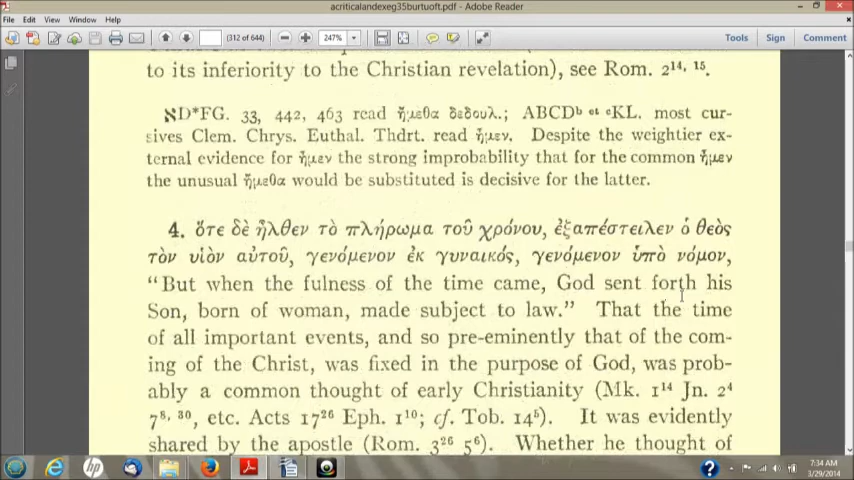 acriticalandexeg35burtuoft.pdf - Adobe Reader
File Edit View Window Help
(312 of 644) 247% Tools Sign Comment
to its inferiority to the Christian revelation), see Rom. 2¹⁴, ¹⁵.
ℵD*FG. 33, 442, 463 read ἤμεθα δεδουλ.; ABCDᵇ ᵉᵗ ᶜKL. most cur-
sives Clem. Chrys. Euthal. Thdrt. read ἦμεν. Despite the weightier ex-
ternal evidence for ἦμεν the strong improbability that for the common ἦμεν
the unusual ἤμεθα would be substituted is decisive for the latter.
4. ὅτε δὲ ἦλθεν τὸ πλήρωμα τοῦ χρόνου, ἐξαπέστειλεν ὁ θεὸς
τὸν υἱὸν αὐτοῦ, γενόμενον ἐκ γυναικός, γενόμενον ὑπὸ νόμον,
"But when the fulness of the time came, God sent forth his
Son, born of woman, made subject to law." That the time
of all important events, and so pre-eminently that of the com-
ing of the Christ, was fixed in the purpose of God, was prob-
ably a common thought of early Christianity (Mk. 1¹⁴ Jn. 2⁴
7⁸, ³⁰, etc. Acts 17²⁶ Eph. 1¹⁰; cf. Tob. 14⁵). It was evidently
shared by the apostle (Rom. 3²⁶ 5⁶). Whether he thought of
7:34 AM
3/29/2014